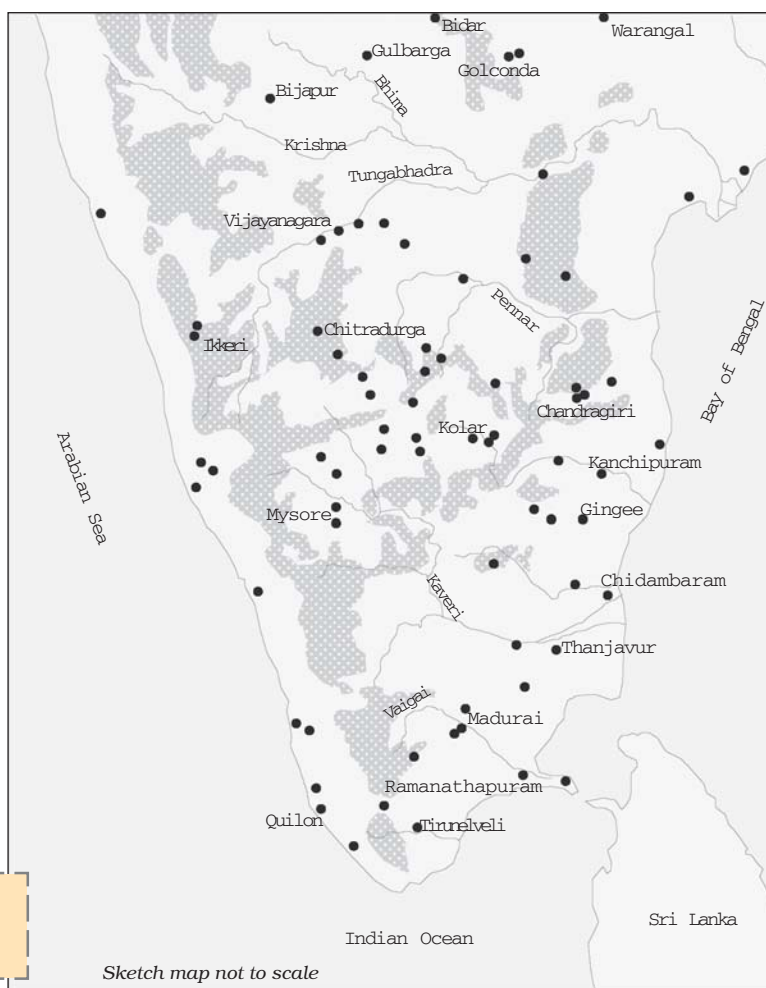 Bidar
Warangal
Gulbarga
Golconda
Bhima
Bijapur
Krishna
Tungabhadra
Vijayanagara
Pennar
Chitradurga
Ikkeri
Bay of Bengal
Chandragiri
Kolar
Arabian Sea
Kanchipuram
Mysore
Gingee
Kaveri
Chidambaram
Thanjavur
Vaigai
Madurai
Ramanathapuram
Quilon
Tirunelveli
Sri Lanka
Indian Ocean
Sketch map not to scale